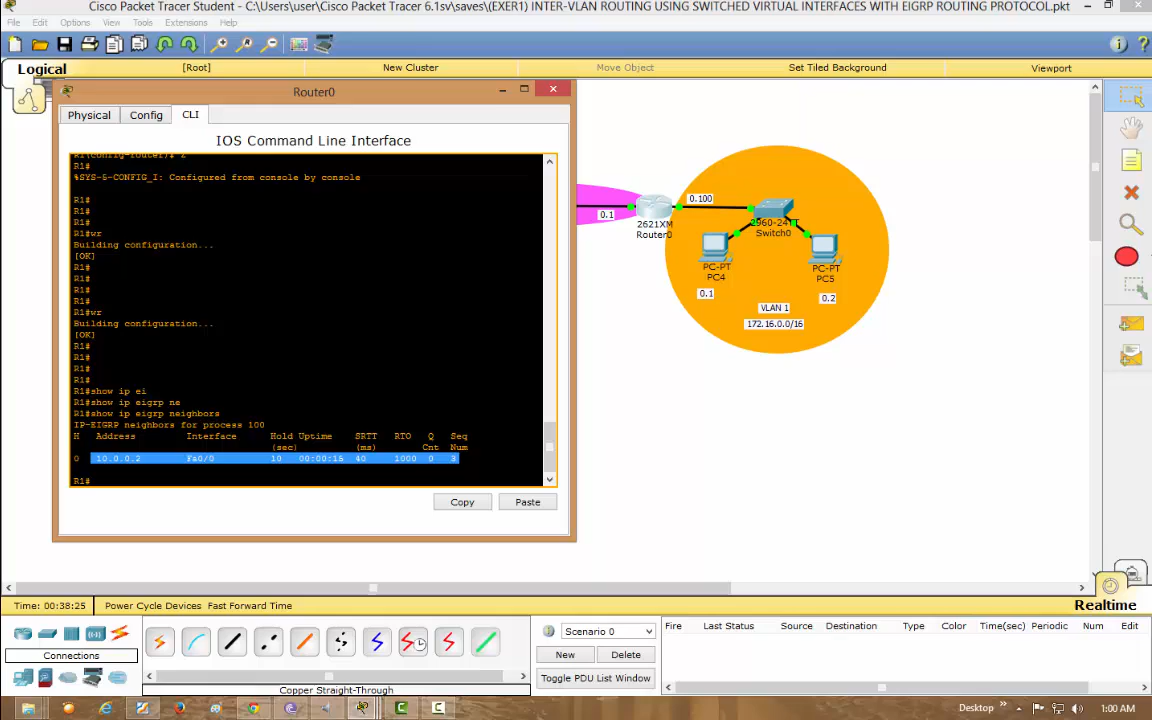 Cisco Packet Tracer Student - C:\Users\user\Cisco Packet Tracer 6.1sv\saves\(EXER1) INTER-VLAN ROUTING USING SWITCHED VIRTUAL INTERFACES WITH EIGRP ROUTING PROTOCOL.pkt
File Edit Options View Tools Extensions Help
Logical
[Root]
New Cluster
Move Object
Set Tiled Background
Viewport
Router0
Physical Config CLI
IOS Command Line Interface
R1(config-router)#^Z
R1#
%SYS-5-CONFIG_I: Configured from console by console
R1#
R1#
R1#
R1#wr
Building configuration...
[OK]
R1#
R1#
R1#
R1#
R1#wr
Building configuration...
[OK]
R1#
R1#
R1#
R1#
R1#show ip ei
R1#show ip eigrp ne
R1#show ip eigrp neighbors
IP-EIGRP neighbors for process 100
H Address Interface Hold Uptime SRTT RTO Q Seq
(sec) (ms) Cnt Num
0 10.0.0.2 Fa0/0 10 00:00:15 40 1000 0 3
R1#
Copy Paste
0.1
2621XM
Router0
0.100
2960-24TT
Switch0
PC-PT
PC4
0.1
PC-PT
PC5
0.2
VLAN 1
172.16.0.0/16
Time: 00:38:25 Power Cycle Devices Fast Forward Time
Realtime
Connections
Copper Straight-Through
Scenario 0
New Delete
Toggle PDU List Window
Fire Last Status Source Destination Type Color Time(sec) Periodic Num Edit
Desktop
1:00 AM